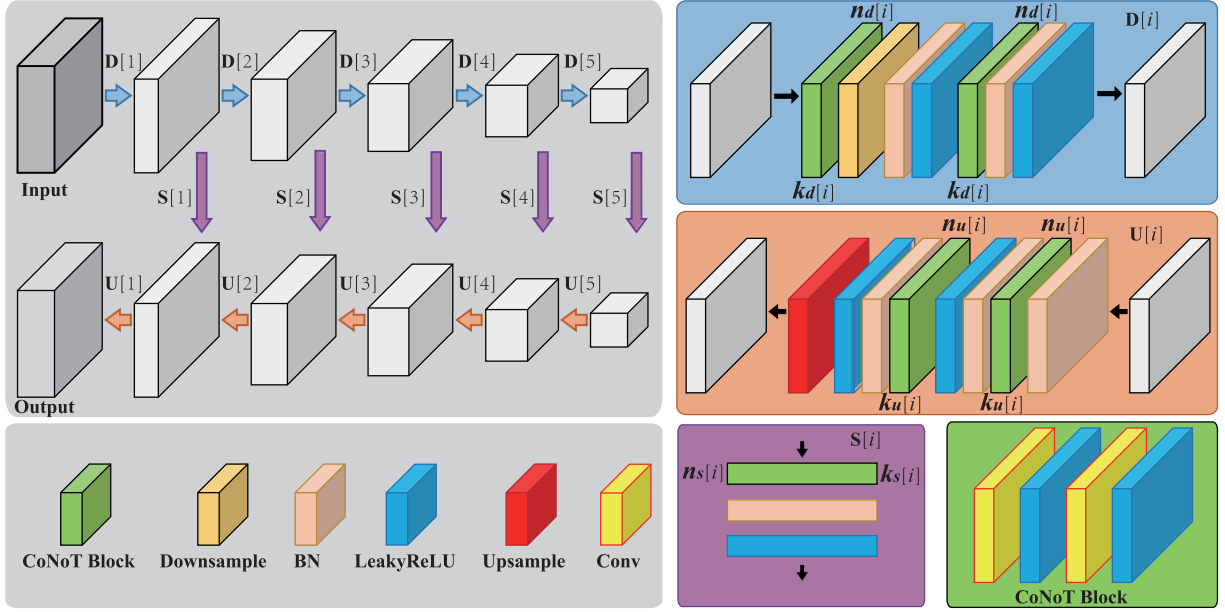 D[1] D[2] D[3] D[4] D[5]
Input
S[1] S[2] S[3] S[4] S[5]
U[1] U[2] U[3] U[4] U[5]
Output
CoNoT Block Downsample BN LeakyReLU Upsample Conv
nd[i] nd[i] D[i]
kd[i] kd[i]
nu[i] nu[i] U[i]
ku[i] ku[i]
S[i]
ns[i] ks[i]
CoNoT Block